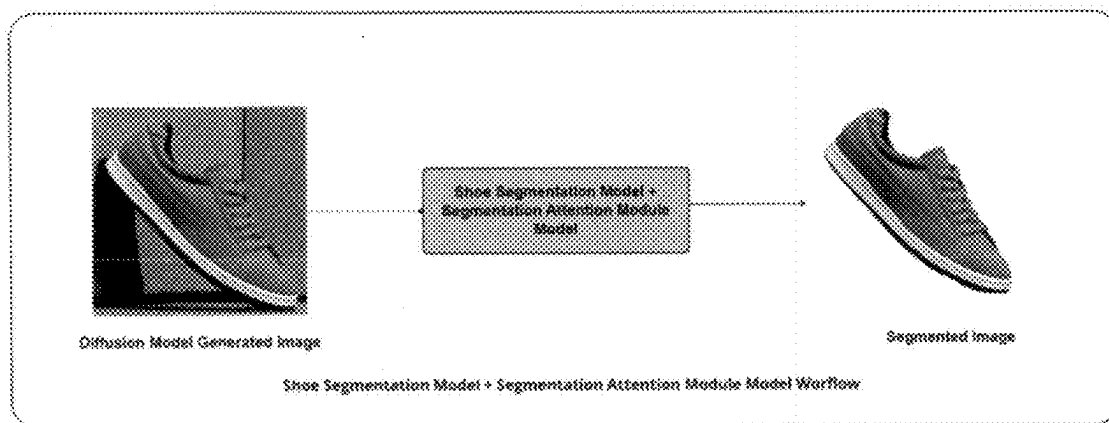 Shoe Segmentation Model +
Segmentation Attention Module
Model
Diffusion Model Generated Image
Segmented Image
Shoe Segmentation Model + Segmentation Attention Module Model Worflow